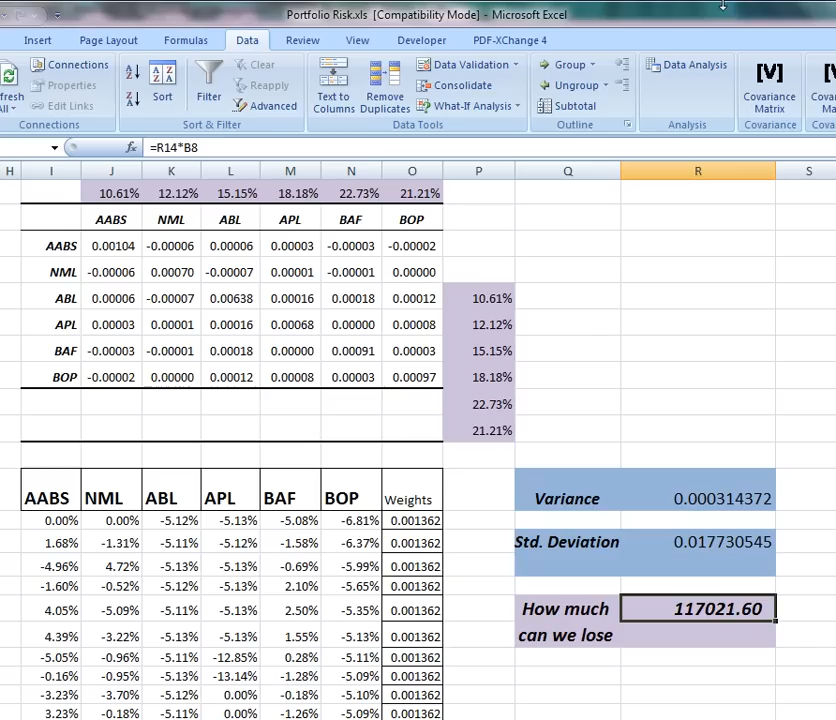 Portfolio Risk.xls [Compatibility Mode] - Microsoft Excel
Insert Page Layout Formulas Data Review View Developer PDF-XChange 4
Connections Clear Data Validation Group Data Analysis
Properties Reapply Consolidate Ungroup
Edit Links Sort Filter Advanced Text to Columns Remove Duplicates What-If Analysis Subtotal Covariance Matrix
Connections Sort & Filter Data Tools Outline Analysis Covariance
fx =R14*B8
H I J K L M N O P Q R S
10.61% 12.12% 15.15% 18.18% 22.73% 21.21%
AABS NML ABL APL BAF BOP
AABS 0.00104 -0.00006 0.00006 0.00003 -0.00003 -0.00002
NML -0.00006 0.00070 -0.00007 0.00001 -0.00001 0.00000
ABL 0.00006 -0.00007 0.00638 0.00016 0.00018 0.00012 10.61%
APL 0.00003 0.00001 0.00016 0.00068 0.00000 0.00008 12.12%
BAF -0.00003 -0.00001 0.00018 0.00000 0.00091 0.00003 15.15%
BOP -0.00002 0.00000 0.00012 0.00008 0.00003 0.00097 18.18%
22.73%
21.21%
AABS NML ABL APL BAF BOP Weights Variance 0.000314372
0.00% 0.00% -5.12% -5.13% -5.08% -6.81% 0.001362
1.68% -1.31% -5.11% -5.12% -1.58% -6.37% 0.001362 Std. Deviation 0.017730545
-4.96% 4.72% -5.12% -5.13% -0.69% -5.99% 0.001362
-1.60% -0.52% -5.12% -5.13% 2.10% -5.65% 0.001362
4.05% -5.09% -5.11% -5.13% 2.50% -5.35% 0.001362 How much 117021.60
4.39% -3.22% -5.13% -5.13% 1.55% -5.13% 0.001362 can we lose
-5.05% -0.96% -5.11% -12.85% 0.28% -5.11% 0.001362
-0.16% -0.95% -5.13% -13.14% -1.28% -5.09% 0.001362
-3.23% -3.70% -5.12% 0.00% -0.18% -5.10% 0.001362
3.23% -0.18% -5.11% 0.00% -1.26% -5.09% 0.001362